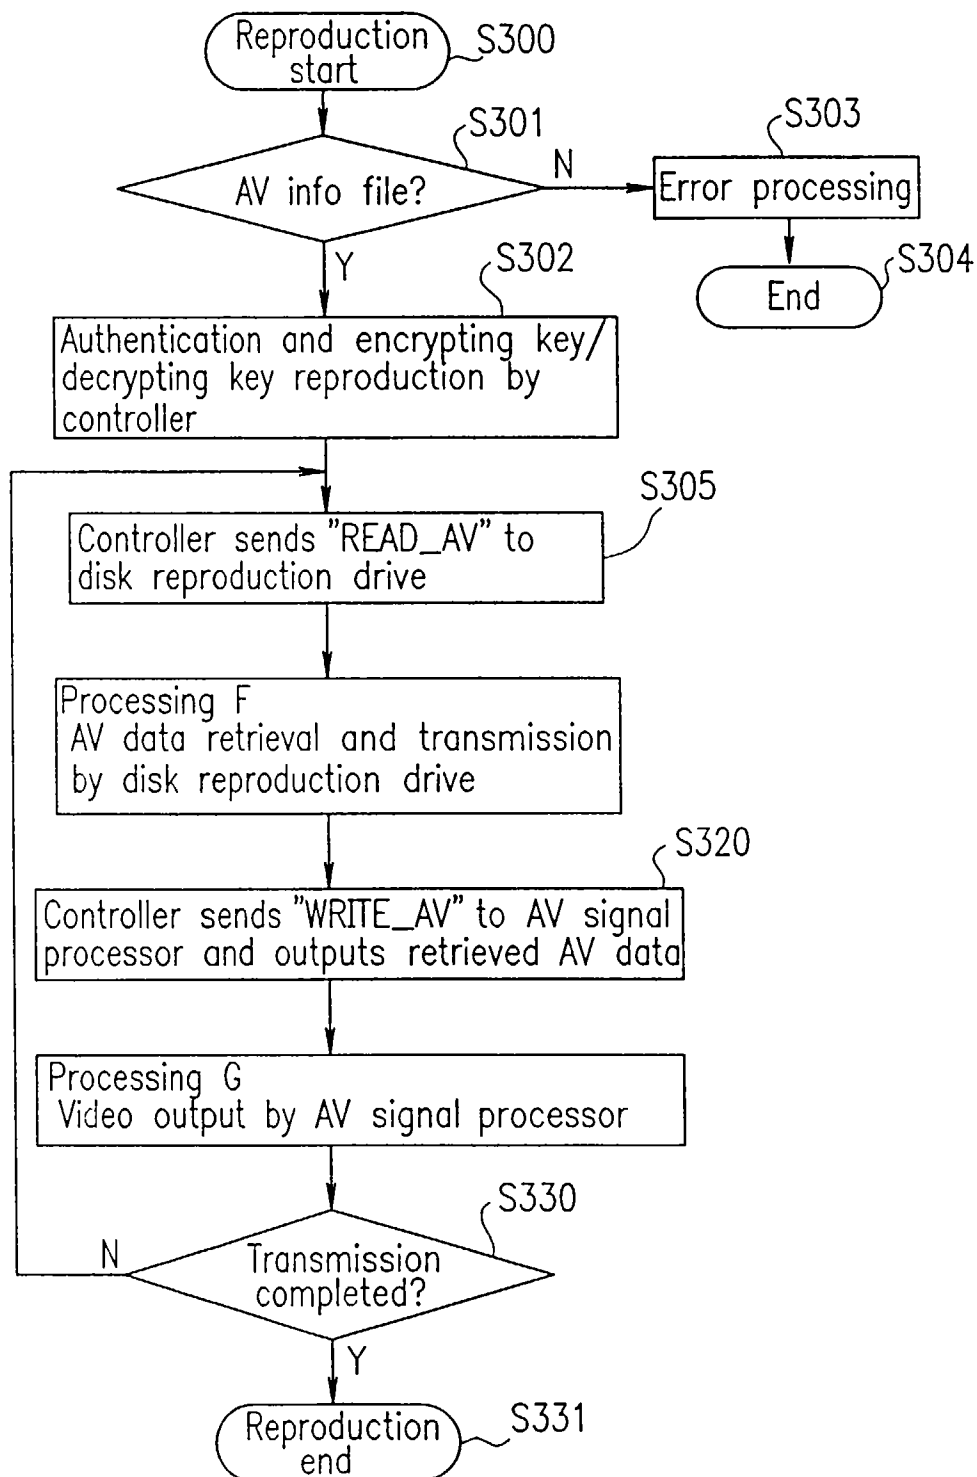 Reproduction
start
S300
S301
AV info file?
N
S303
Error processing
S304
End
Y
S302
Authentication and encrypting key/
decrypting key reproduction by
controller
S305
Controller sends "READ_AV" to
disk reproduction drive
Processing F
AV data retrieval and transmission
by disk reproduction drive
S320
Controller sends "WRITE_AV" to AV signal
processor and outputs retrieved AV data
Processing G
Video output by AV signal processor
S330
N
Transmission
completed?
Y
Reproduction
end
S331